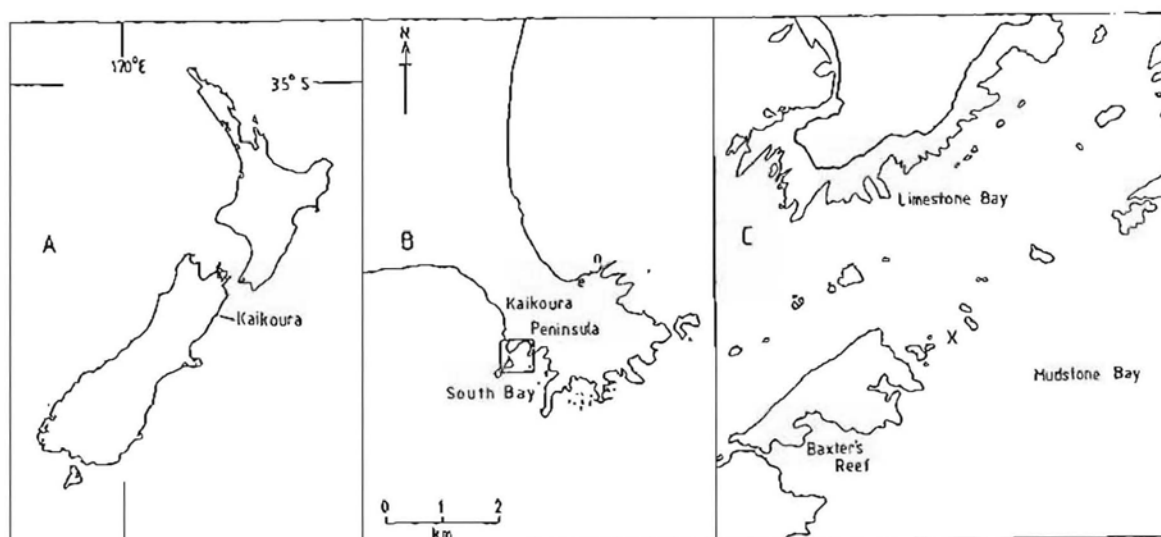 170°E
35° S
A
Kaikoura
N
B
Kaikoura
Peninsula
South Bay
0 1 2
km
C
Limestone Bay
X
Mudstone Bay
Baxter's
Reef